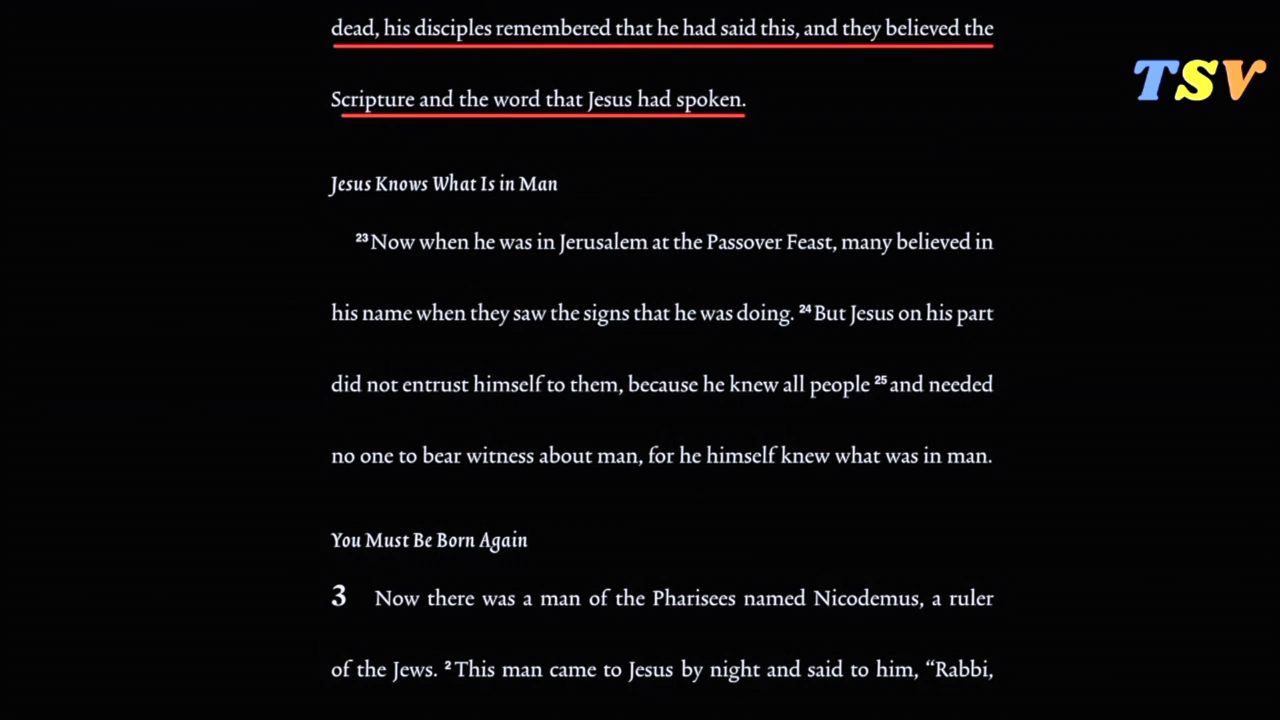 dead, his disciples remembered that he had said this, and they believed the
TSV
Scripture and the word that Jesus had spoken.
Jesus Knows What Is in Man
²³Now when he was in Jerusalem at the Passover Feast, many believed in
his name when they saw the signs that he was doing. ²⁴But Jesus on his part
did not entrust himself to them, because he knew all people ²⁵and needed
no one to bear witness about man, for he himself knew what was in man.
You Must Be Born Again
3 Now there was a man of the Pharisees named Nicodemus, a ruler
of the Jews. ²This man came to Jesus by night and said to him, “Rabbi,